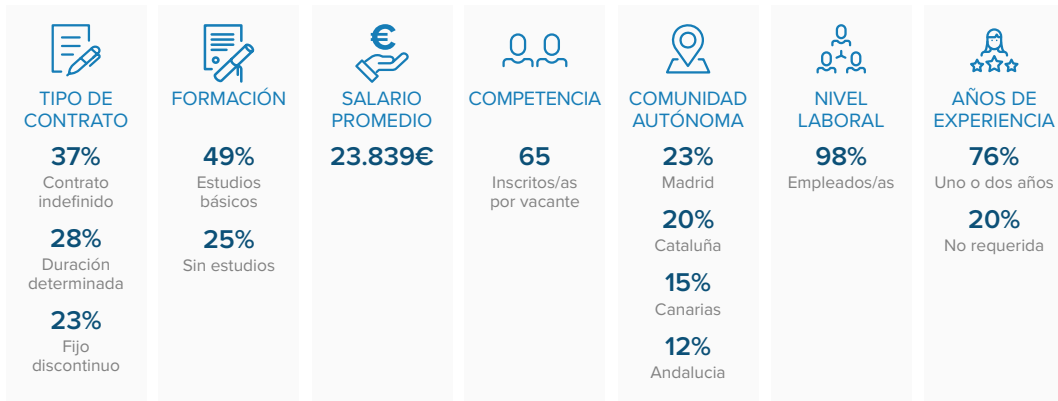 TIPO DE
CONTRATO
37%
Contrato
indefinido
28%
Duración
determinada
23%
Fijo
discontinuo
FORMACIÓN
49%
Estudios
básicos
25%
Sin estudios
€
SALARIO
PROMEDIO
23.839€
COMPETENCIA
65
Inscritos/as
por vacante
COMUNIDAD
AUTÓNOMA
23%
Madrid
20%
Cataluña
15%
Canarias
12%
Andalucia
NIVEL
LABORAL
98%
Empleados/as
AÑOS DE
EXPERIENCIA
76%
Uno o dos años
20%
No requerida